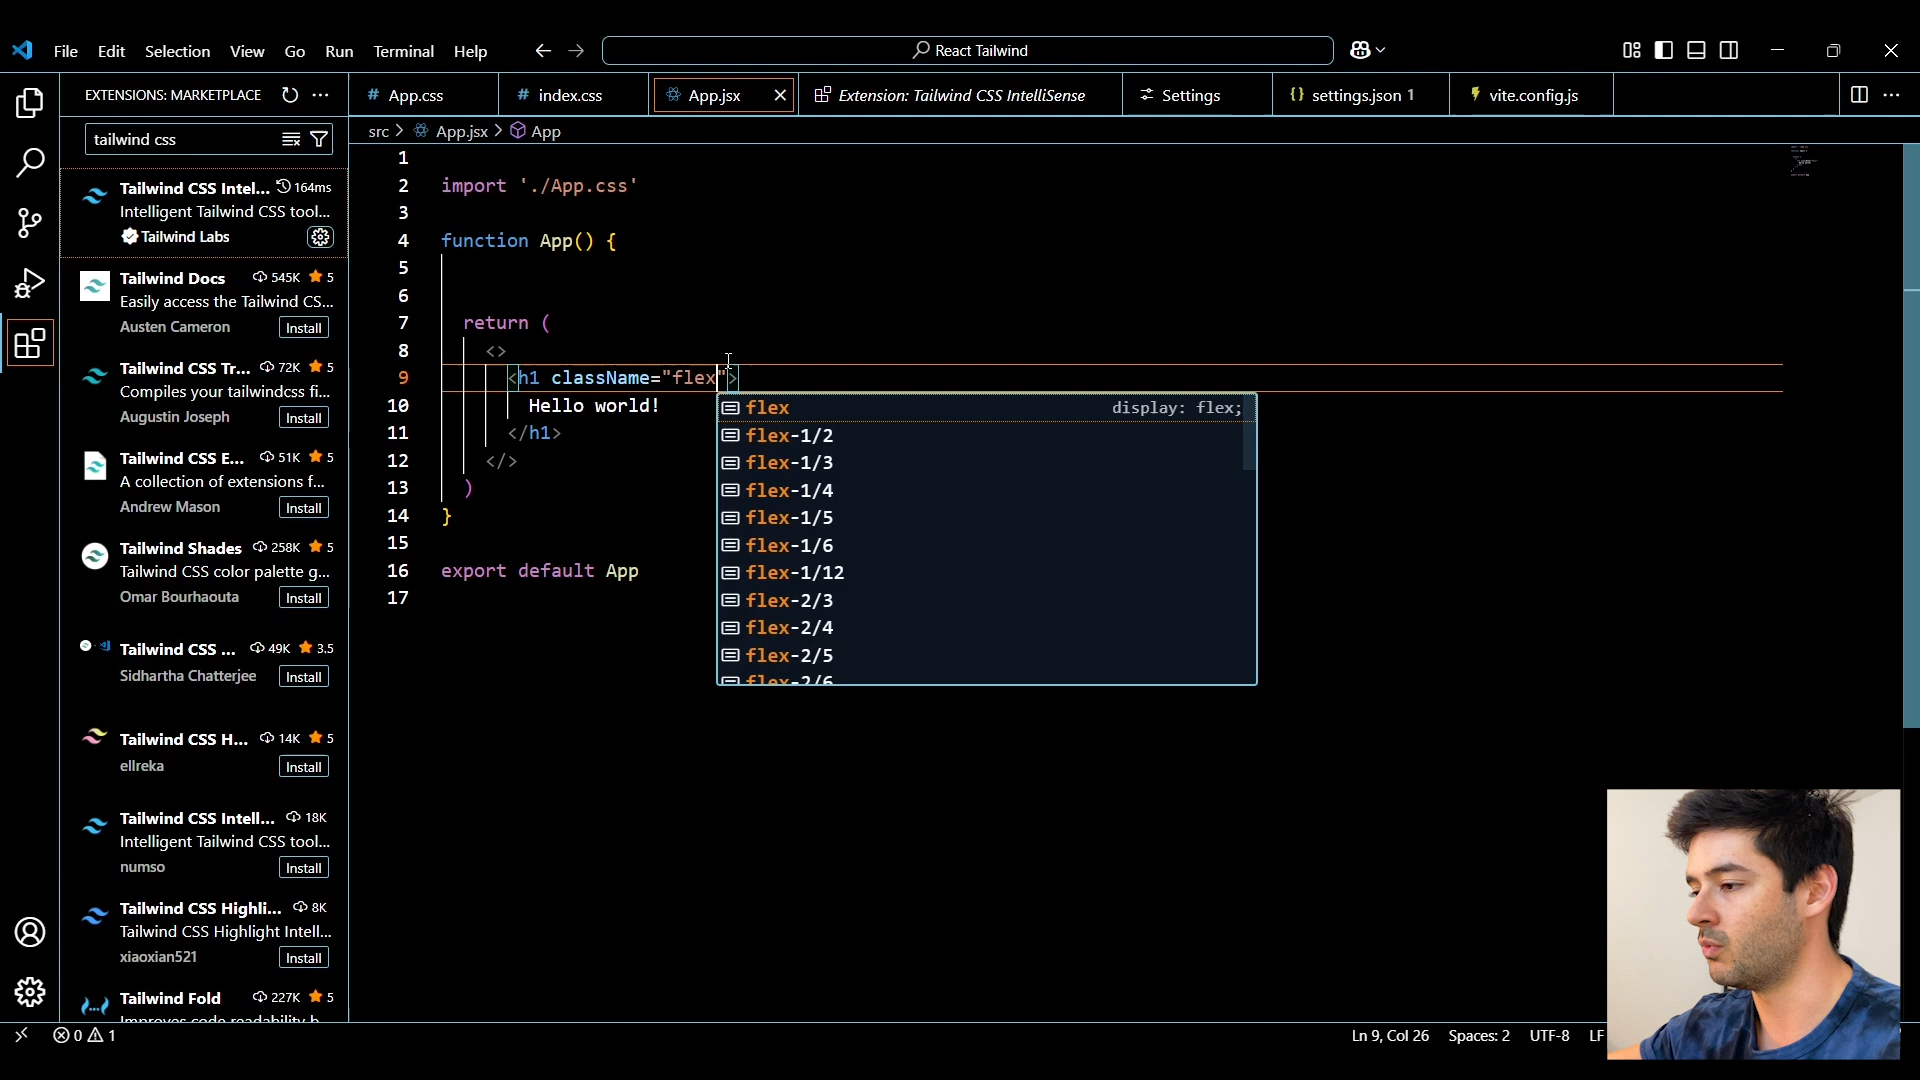 File Edit Selection View Go Run Terminal Help
React Tailwind
EXTENSIONS: MARKETPLACE
tailwind css
Tailwind CSS Intel... 164ms
Intelligent Tailwind CSS tool...
Tailwind Labs
Tailwind Docs 545K 5
Easily access the Tailwind CS...
Austen Cameron Install
Tailwind CSS Tr... 72K 5
Compiles your tailwindcss fi...
Augustin Joseph Install
Tailwind CSS E... 51K 5
A collection of extensions f...
Andrew Mason Install
Tailwind Shades 258K 5
Tailwind CSS color palette g...
Omar Bourhaouta Install
Tailwind CSS ... 49K 3.5
Sidhartha Chatterjee Install
Tailwind CSS H... 14K 5
ellreka Install
Tailwind CSS Intell... 18K
Intelligent Tailwind CSS tool...
numso Install
Tailwind CSS Highli... 8K
Tailwind CSS Highlight Intell...
xiaoxian521 Install
Tailwind Fold 227K 5
Improves code readability b...
# App.css # index.css App.jsx Extension: Tailwind CSS IntelliSense Settings {} settings.json 1 vite.config.js
src > App.jsx > App
1
2 import './App.css'
3
4 function App() {
5
6
7 return (
8 <>
9 <h1 className="flex">
10 Hello world!
11 </h1>
12 </>
13 )
14 }
15
16 export default App
17
flex display: flex;
flex-1/2
flex-1/3
flex-1/4
flex-1/5
flex-1/6
flex-1/12
flex-2/3
flex-2/4
flex-2/5
flex-2/6
0 1 Ln 9, Col 26 Spaces: 2 UTF-8 LF